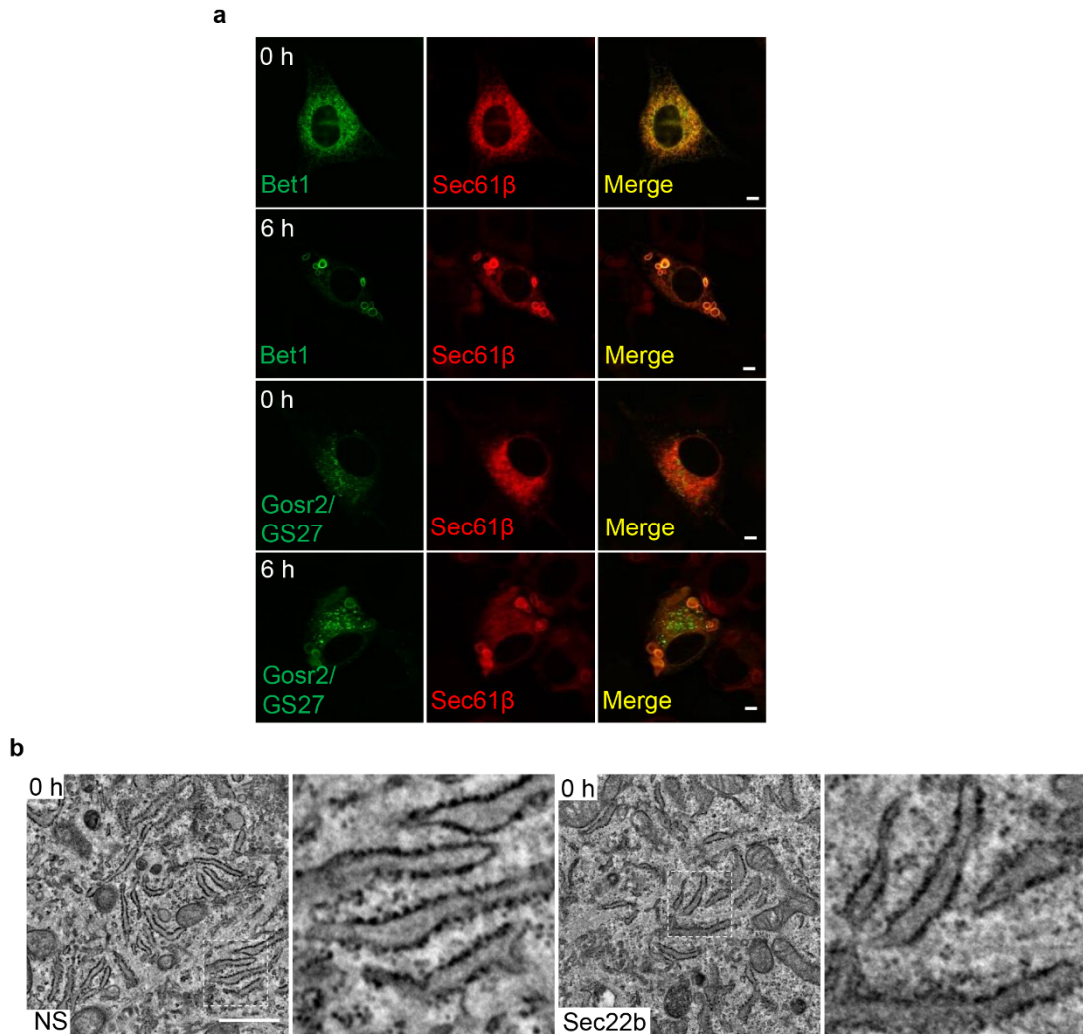 a
0 h
Bet1
Sec61β
Merge
6 h
Bet1
Sec61β
Merge
0 h
Gosr2/
GS27
Sec61β
Merge
6 h
Gosr2/
GS27
Sec61β
Merge
b
0 h
NS
0 h
Sec22b